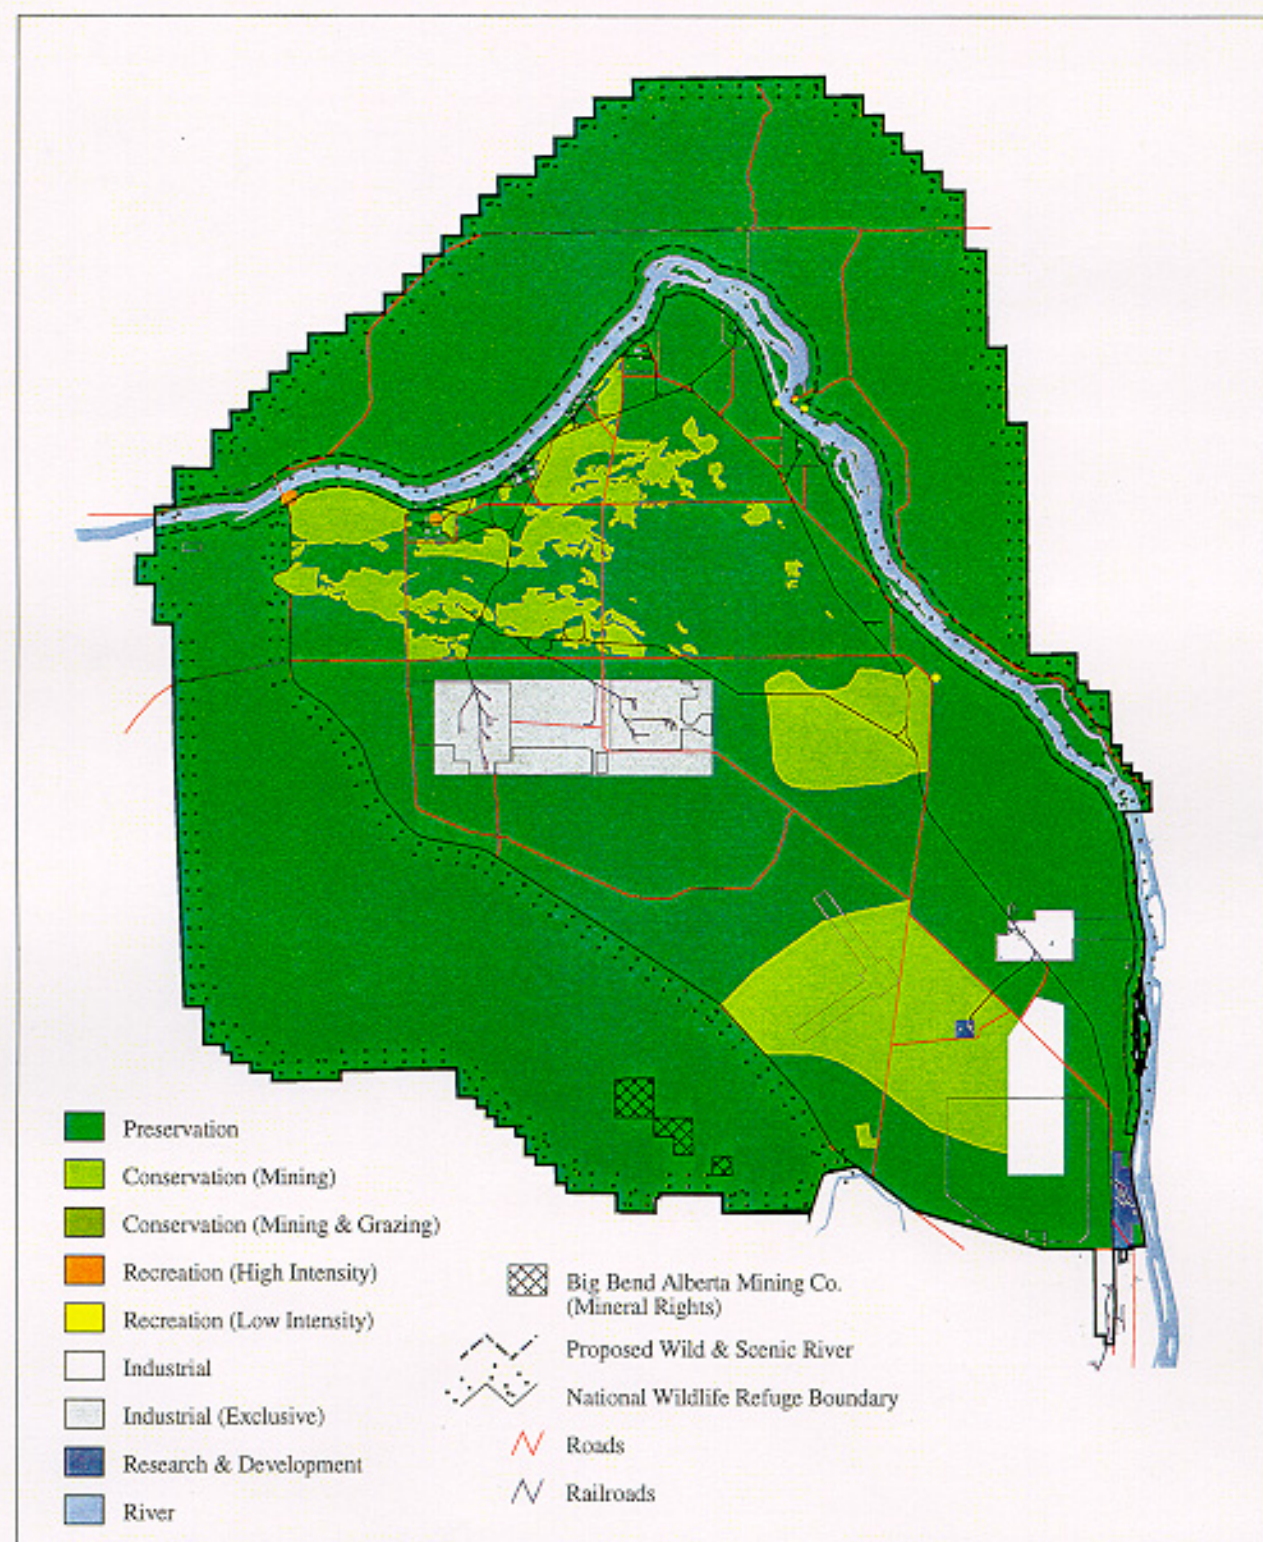 Preservation
Conservation (Mining)
Conservation (Mining & Grazing)
Recreation (High Intensity)
Recreation (Low Intensity)
Industrial
Industrial (Exclusive)
Research & Development
River
Big Bend Alberta Mining Co.
(Mineral Rights)
Proposed Wild & Scenic River
National Wildlife Refuge Boundary
Roads
Railroads